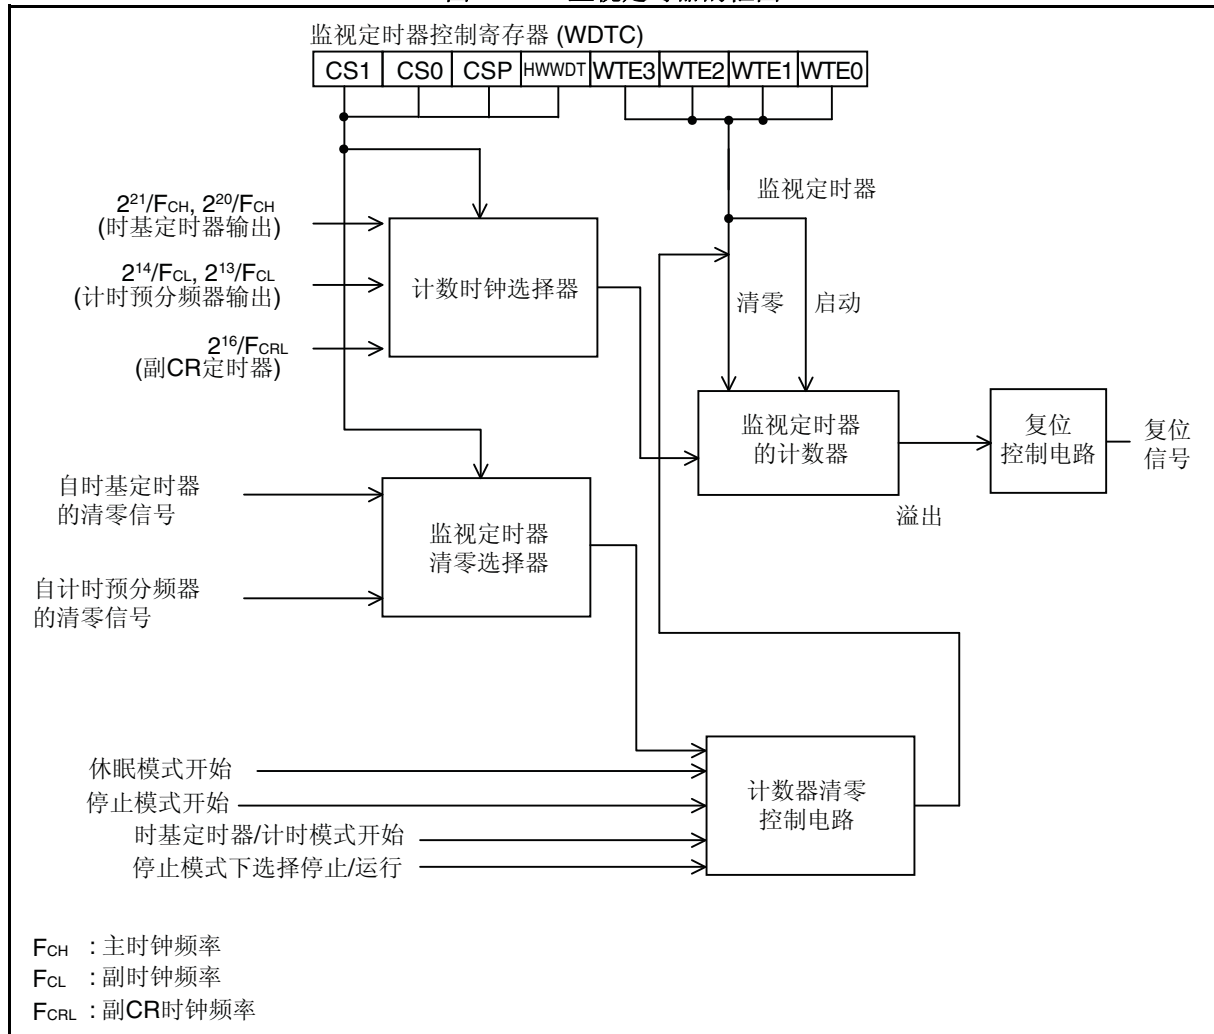 监视定时器控制寄存器 (WDTC)
CS1 CS0 CSP HWWDT WTE3 WTE2 WTE1 WTE0
监视定时器
2²¹/FCH, 2²⁰/FCH
(时基定时器输出)
2¹⁴/FCL, 2¹³/FCL
(计时预分频器输出)
计数时钟选择器
清零
启动
2¹⁶/FCRL
(副CR定时器)
监视定时器
的计数器
复位
控制电路
复位
信号
溢出
自时基定时器
的清零信号
监视定时器
清零选择器
自计时预分频器
的清零信号
休眠模式开始
停止模式开始
时基定时器/计时模式开始
停止模式下选择停止/运行
计数器清零
控制电路
FCH : 主时钟频率
FCL : 副时钟频率
FCRL : 副CR时钟频率